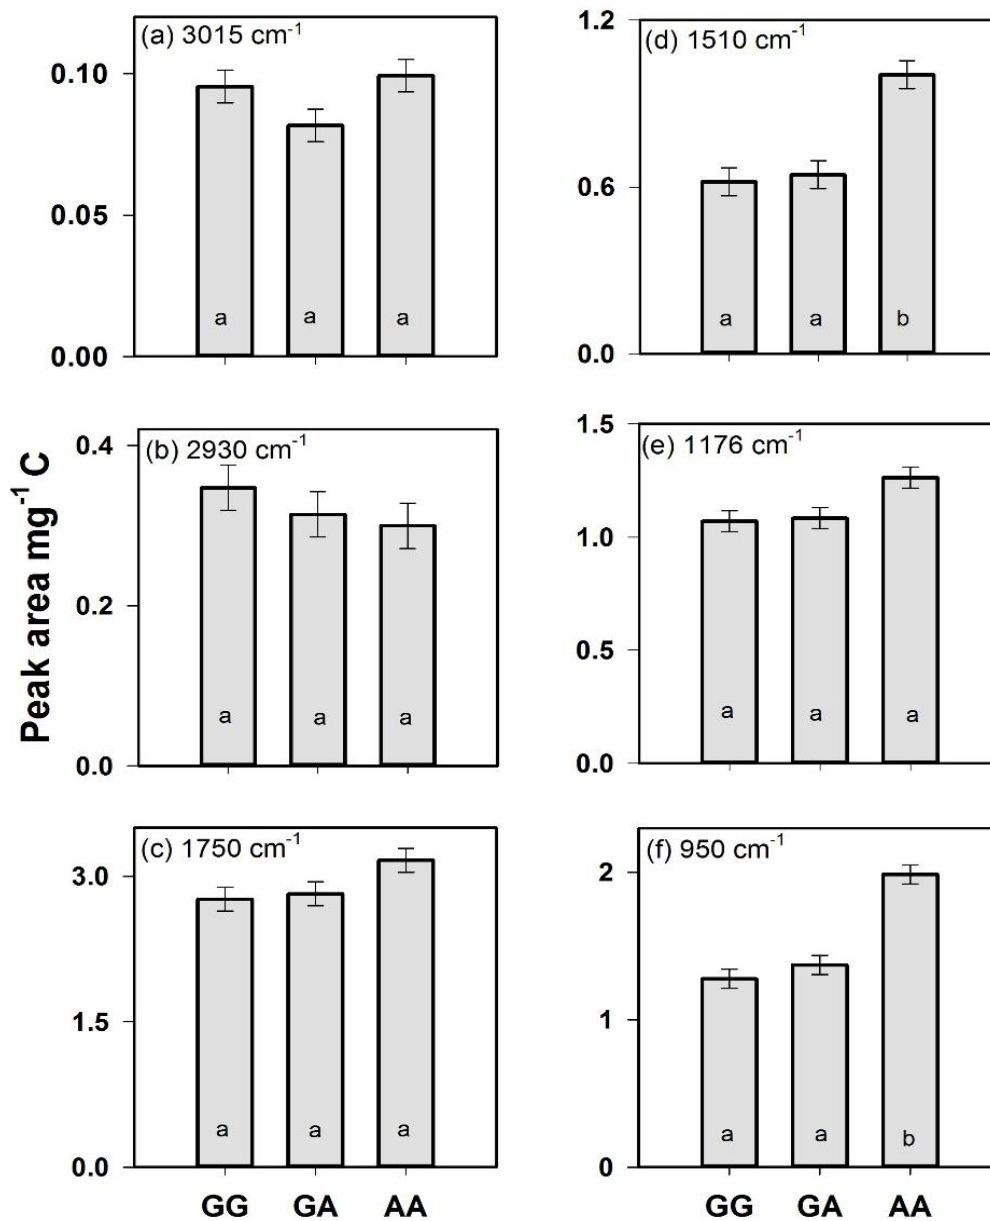 Peak area mg⁻¹ C
(a) 3015 cm⁻¹
0.10
0.05
0.00
a a a
(b) 2930 cm⁻¹
0.4
0.2
0.0
a a a
(c) 1750 cm⁻¹
3.0
1.5
0.0
a a a
GG GA AA
(d) 1510 cm⁻¹
1.2
0.6
0.0
a a b
(e) 1176 cm⁻¹
1.5
1.0
0.5
0.0
a a a
(f) 950 cm⁻¹
2
1
0
a a b
GG GA AA